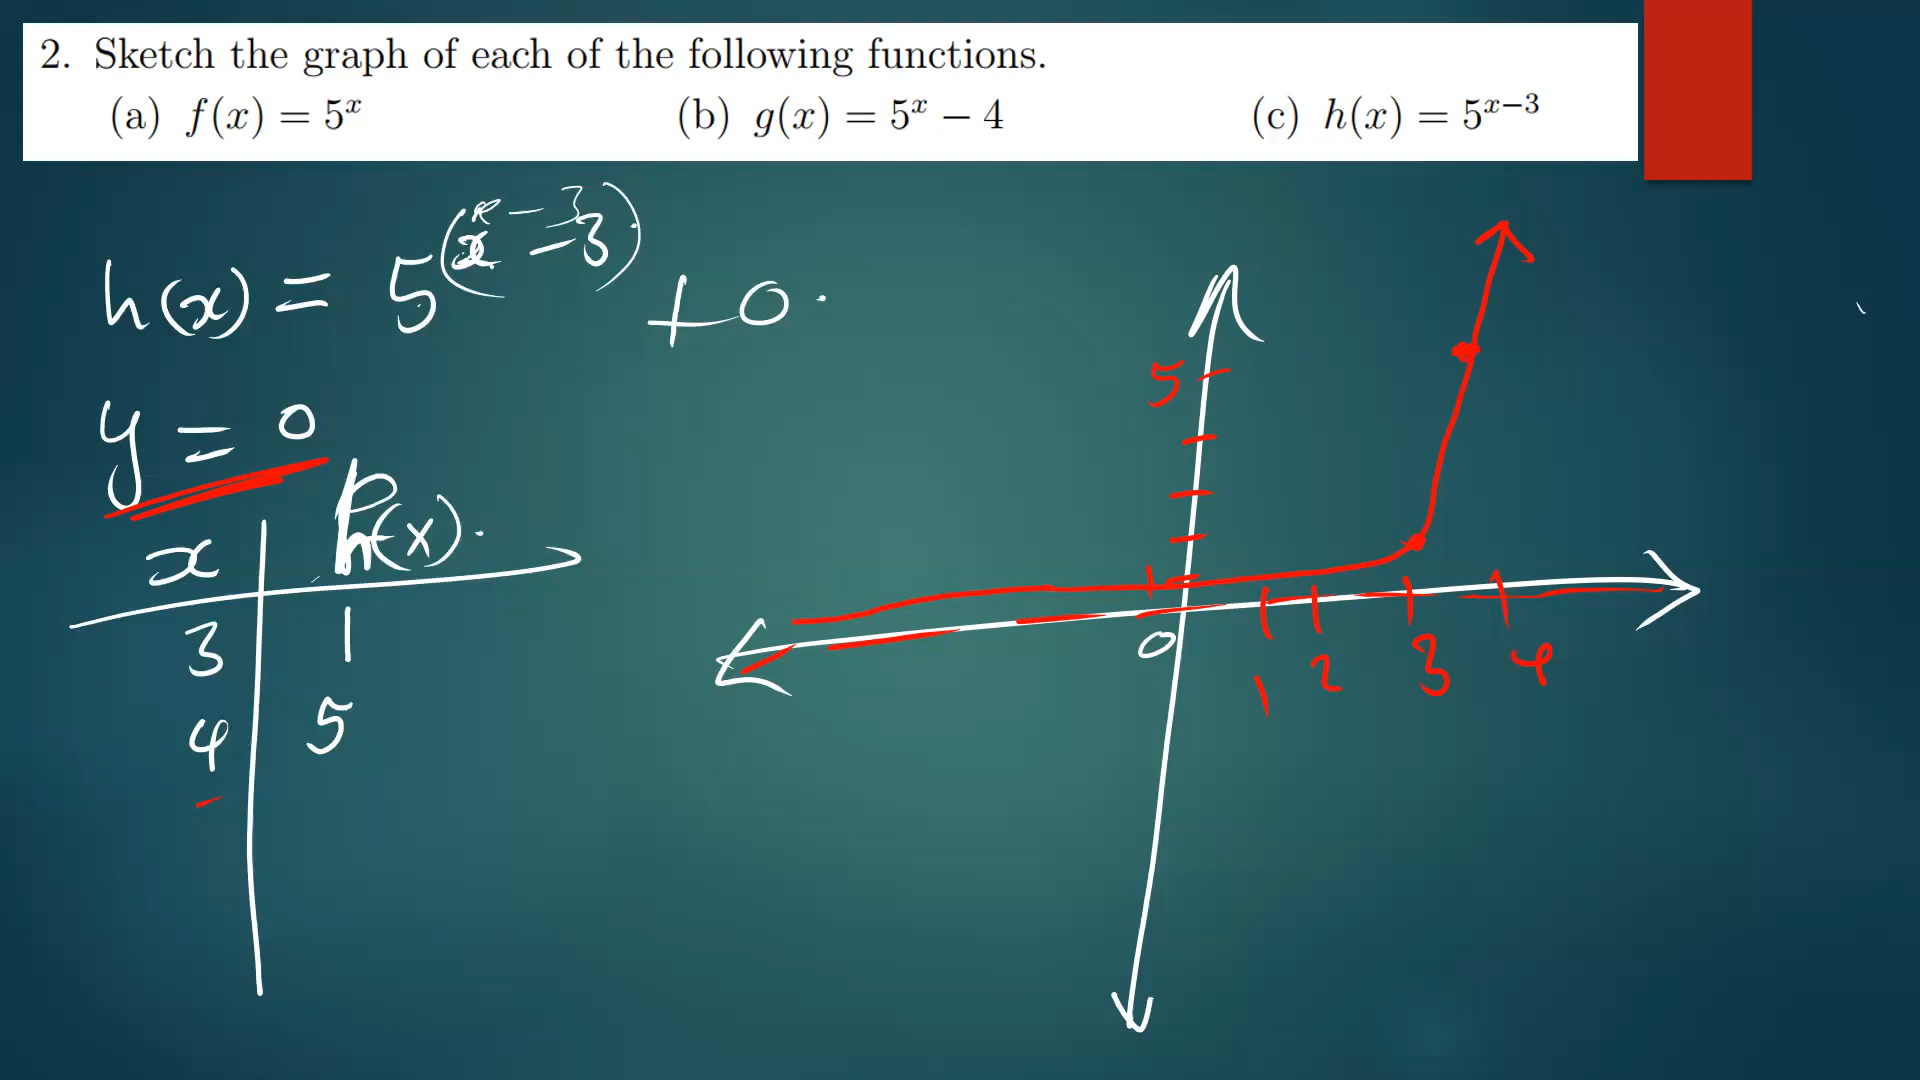 2. Sketch the graph of each of the following functions.
(a) f(x) = 5^x (b) g(x) = 5^x − 4 (c) h(x) = 5^{x−3}
h(x) = 5^{(x−3)} + 0
x − 3
y = 0
x h(x)
3 1
4 5
5
0
1 2 3 4